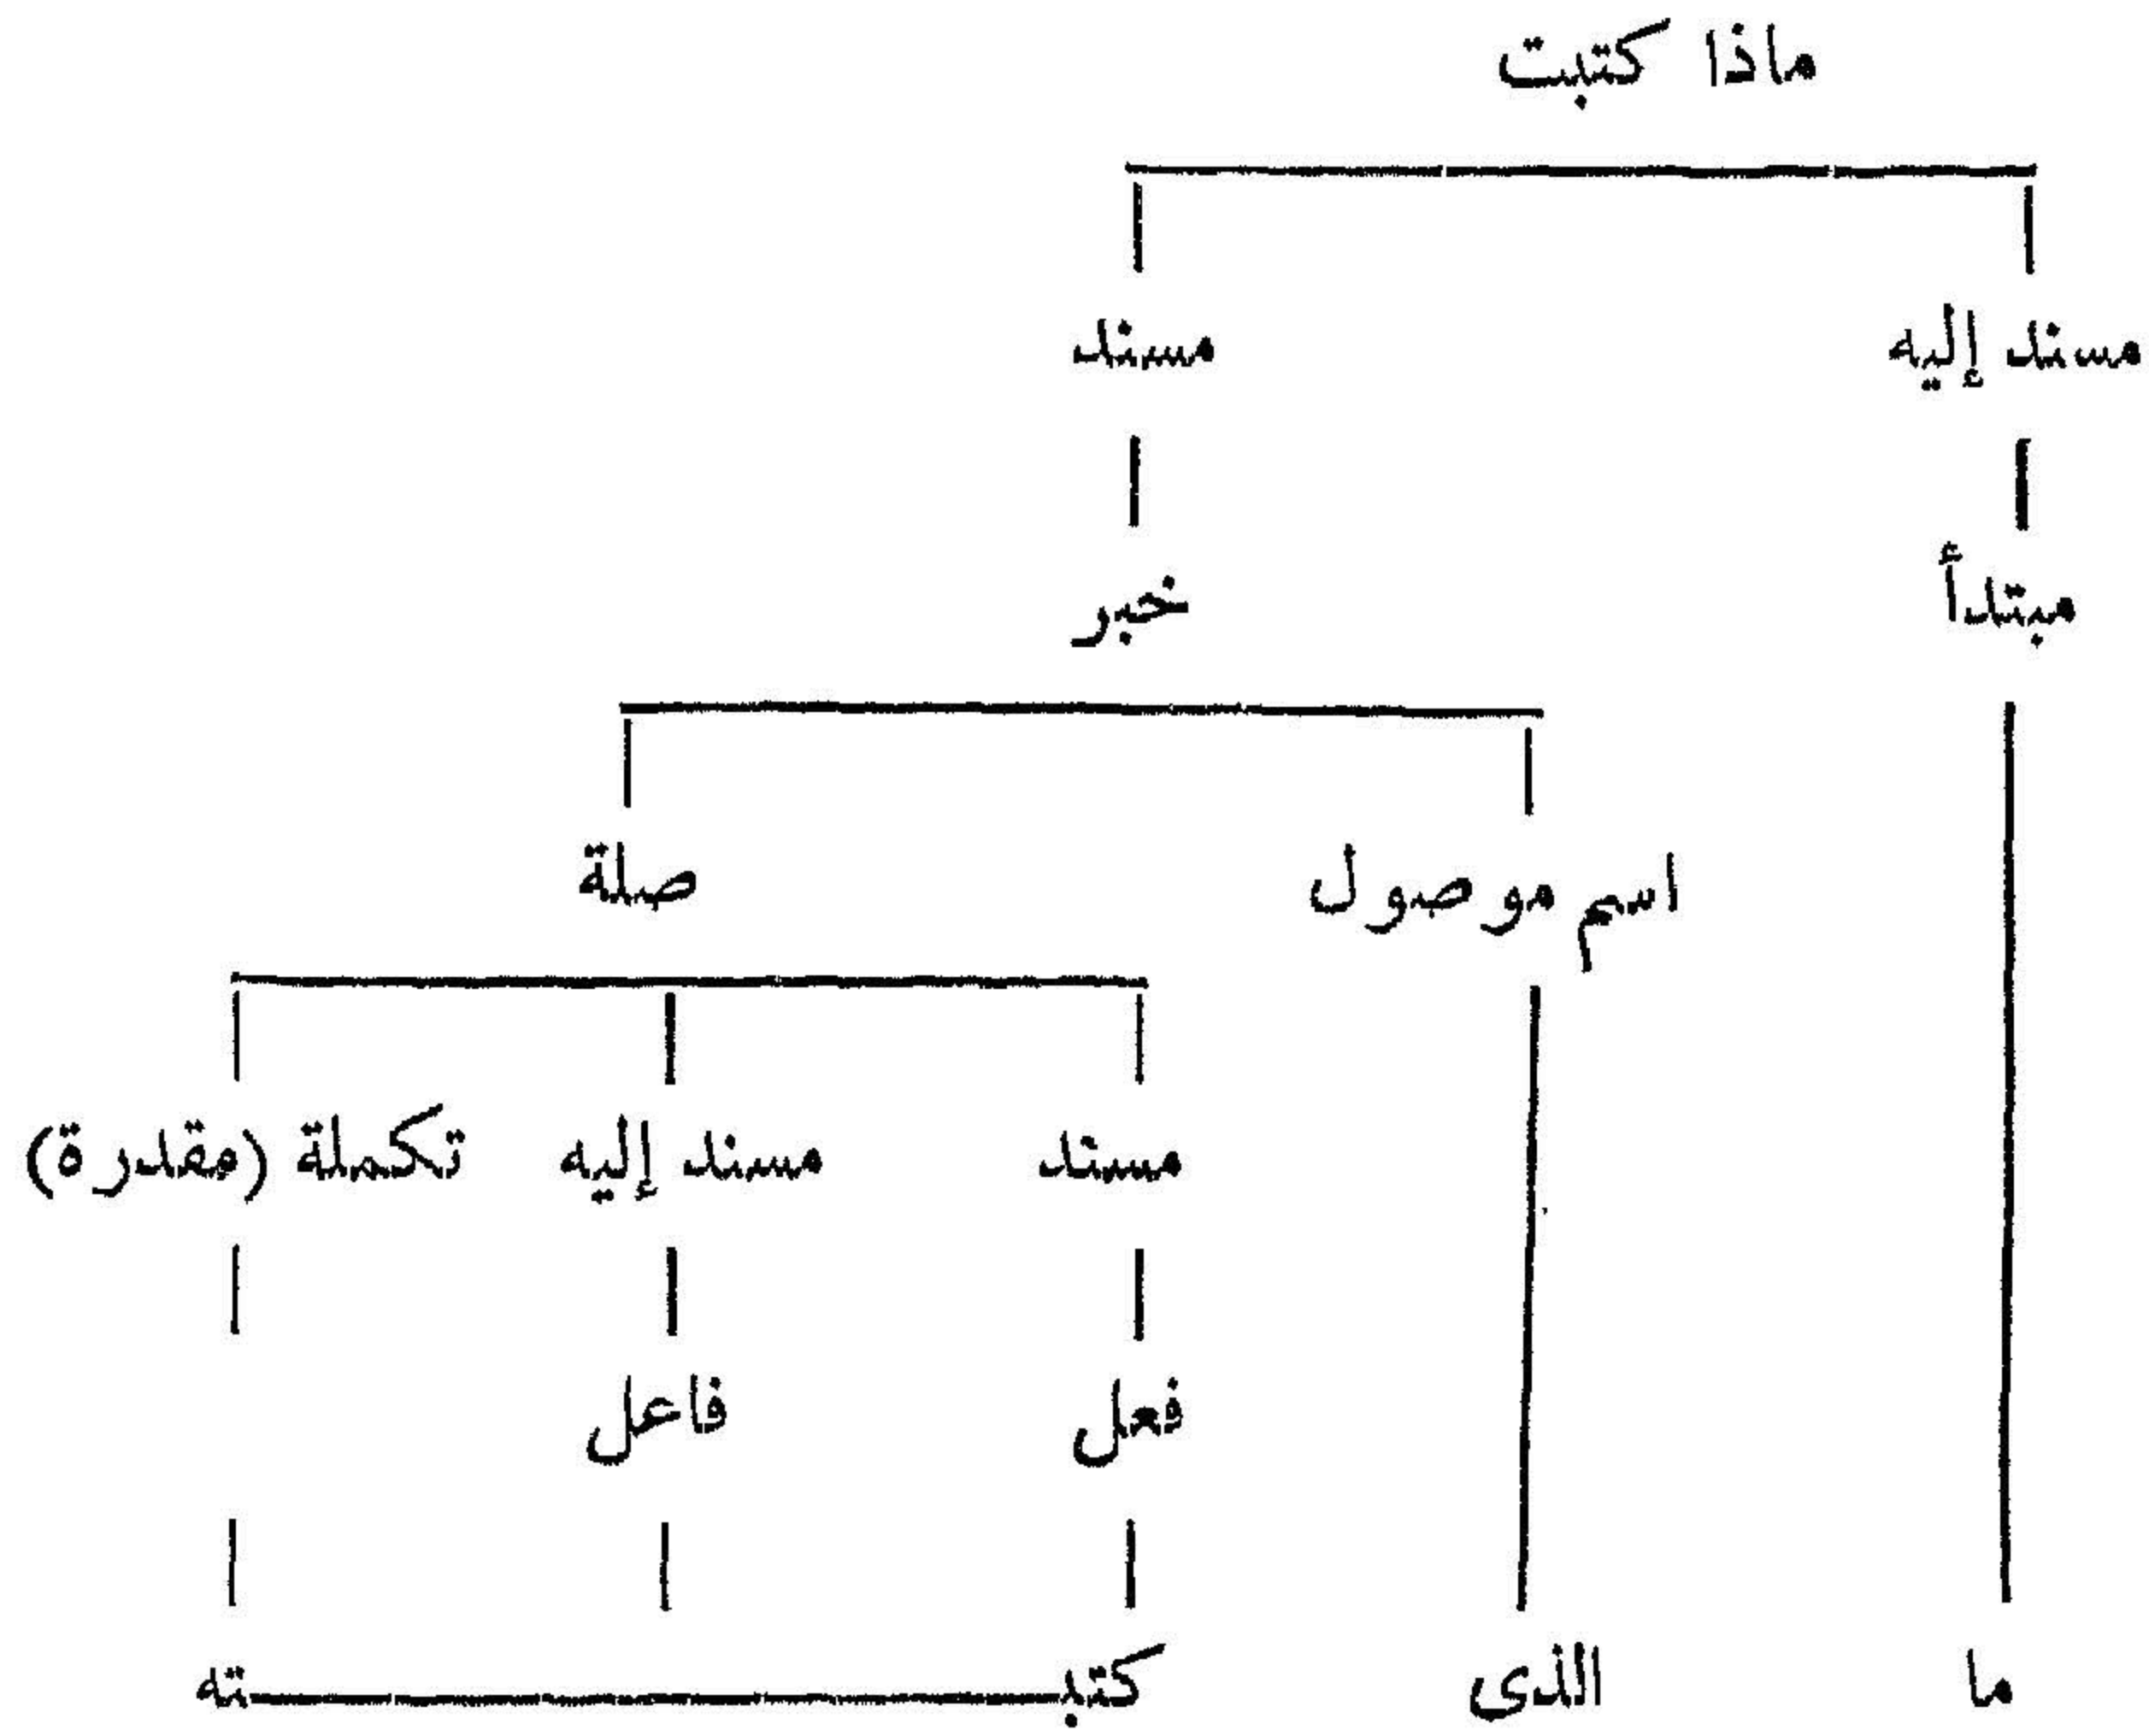 ماذا كتبت
مسند إليه مسند
مبتدأ خبر
اسم موصول صلة
مسند مسند إليه تكملة (مقدرة)
فعل فاعل
ما الذى كتبـــــــــــــته